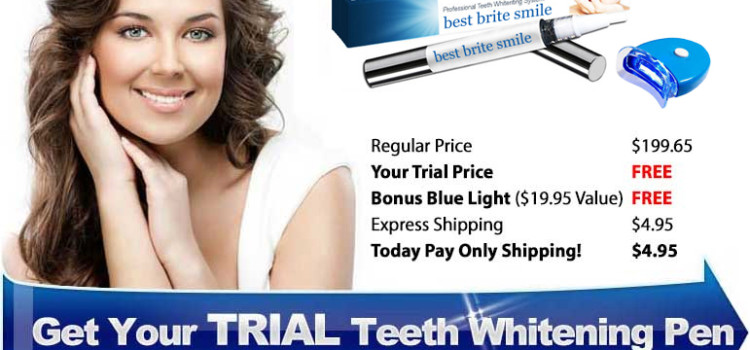 Professional Teeth Whitening System
best brite smile
best brite smile
Regular Price $199.65
Your Trial Price FREE
Bonus Blue Light ($19.95 Value) FREE
Express Shipping $4.95
Today Pay Only Shipping! $4.95
Get Your TRIAL Teeth Whitening Pen